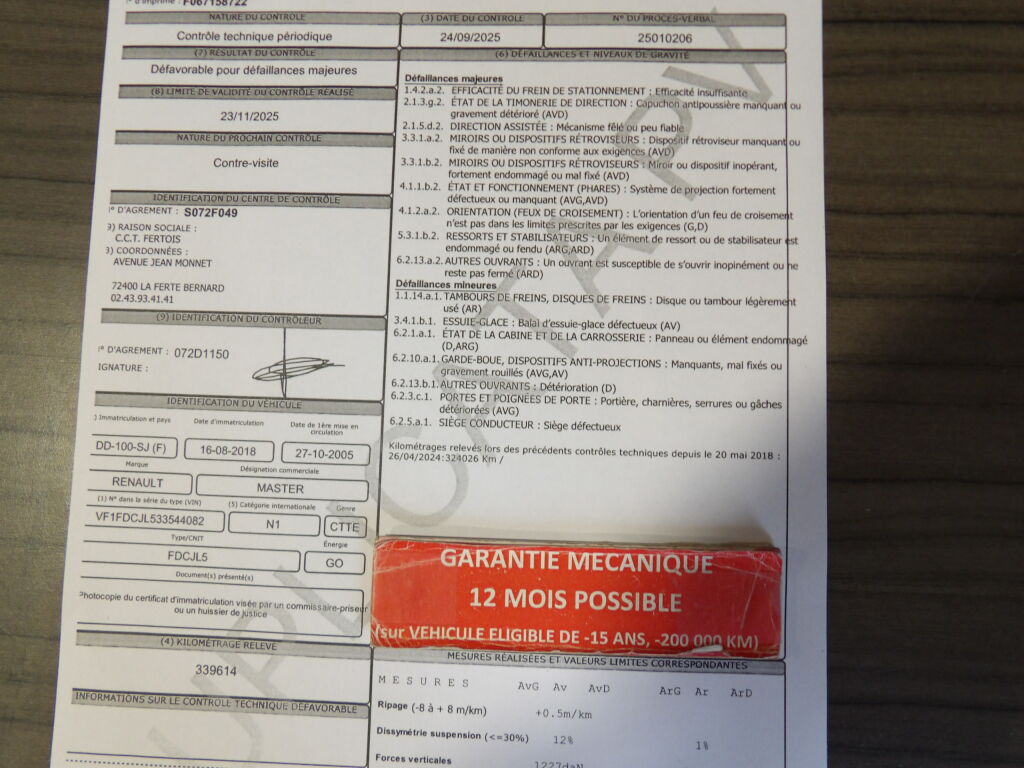 N° d'imprimé : F067158722
NATURE DU CONTRÔLE
Contrôle technique périodique
(3) DATE DU CONTRÔLE
24/09/2025
N° DU PROCÈS-VERBAL
25010206
(7) RÉSULTAT DU CONTRÔLE
Défavorable pour défaillances majeures
(8) LIMITE DE VALIDITÉ DU CONTRÔLE RÉALISÉ
23/11/2025
NATURE DU PROCHAIN CONTRÔLE
Contre-visite
IDENTIFICATION DU CENTRE DE CONTRÔLE
N° D'AGRÉMENT : S072F049
9) RAISON SOCIALE :
C.C.T. FERTOIS
3) COORDONNÉES :
AVENUE JEAN MONNET
72400 LA FERTE BERNARD
02.43.93.41.41
(9) IDENTIFICATION DU CONTRÔLEUR
N° D'AGRÉMENT : 072D1150
IGNATURE :
IDENTIFICATION DU VÉHICULE
) Immatriculation et pays
Date d'immatriculation
Date de 1ère mise en
circulation
DD-100-SJ (F)
16-08-2018
27-10-2005
Marque
Désignation commerciale
RENAULT
MASTER
(1) N° dans la série du type (VIN)
(5) Catégorie internationale
Genre
VF1FDCJL533544082
N1
CTTE
Type/CNIT
Énergie
FDCJL5
GO
Document(s) présenté(s)
Photocopie du certificat d'immatriculation visée par un commissaire-priseur
ou un huissier de justice
(4) KILOMÉTRAGE RELEVÉ
339614
INFORMATIONS SUR LE CONTRÔLE TECHNIQUE DÉFAVORABLE
(6) DÉFAILLANCES ET NIVEAUX DE GRAVITÉ
Défaillances majeures
1.4.2.a.2. EFFICACITÉ DU FREIN DE STATIONNEMENT : Efficacité insuffisante
2.1.3.g.2. ÉTAT DE LA TIMONERIE DE DIRECTION : Capuchon antipoussière manquant ou
gravement détérioré (AVD)
2.1.5.d.2. DIRECTION ASSISTÉE : Mécanisme fêlé ou peu fiable
3.3.1.a.2. MIROIRS OU DISPOSITIFS RÉTROVISEURS : Dispositif rétroviseur manquant ou
fixé de manière non conforme aux exigences (AVD)
3.3.1.b.2. MIROIRS OU DISPOSITIFS RÉTROVISEURS : Miroir ou dispositif inopérant,
fortement endommagé ou mal fixé (AVD)
4.1.1.b.2. ÉTAT ET FONCTIONNEMENT (PHARES) : Système de projection fortement
défectueux ou manquant (AVG,AVD)
4.1.2.a.2. ORIENTATION (FEUX DE CROISEMENT) : L'orientation d'un feu de croisement
n'est pas dans les limites prescrites par les exigences (G,D)
5.3.1.b.2. RESSORTS ET STABILISATEURS : Un élément de ressort ou de stabilisateur est
endommagé ou fendu (ARG,ARD)
6.2.13.a.2. AUTRES OUVRANTS : Un ouvrant est susceptible de s'ouvrir inopinément ou ne
reste pas fermé (ARD)
Défaillances mineures
1.1.14.a.1. TAMBOURS DE FREINS, DISQUES DE FREINS : Disque ou tambour légèrement
usé (AR)
3.4.1.b.1. ESSUIE-GLACE : Balai d'essuie-glace défectueux (AV)
6.2.1.a.1. ÉTAT DE LA CABINE ET DE LA CARROSSERIE : Panneau ou élément endommagé
(D,ARG)
6.2.10.a.1. GARDE-BOUE, DISPOSITIFS ANTI-PROJECTIONS : Manquants, mal fixés ou
gravement rouillés (AVG,AV)
6.2.13.b.1. AUTRES OUVRANTS : Détérioration (D)
6.2.3.c.1. PORTES ET POIGNÉES DE PORTE : Portière, charnières, serrures ou gâches
détériorées (AVG)
6.2.5.a.1. SIÈGE CONDUCTEUR : Siège défectueux
Kilométrages relevés lors des précédents contrôles techniques depuis le 20 mai 2018 :
26/04/2024:324026 Km /
GARANTIE MECANIQUE
12 MOIS POSSIBLE
(sur VEHICULE ELIGIBLE DE -15 ANS, -200 000 KM)
MESURES RÉALISÉES ET VALEURS LIMITES CORRESPONDANTES
MESURES AvG Av AvD ArG Ar ArD
Ripage (-8 à + 8 m/km) +0.5m/km
Dissymétrie suspension (<=30%) 12% 1%
Forces verticales 1227daN